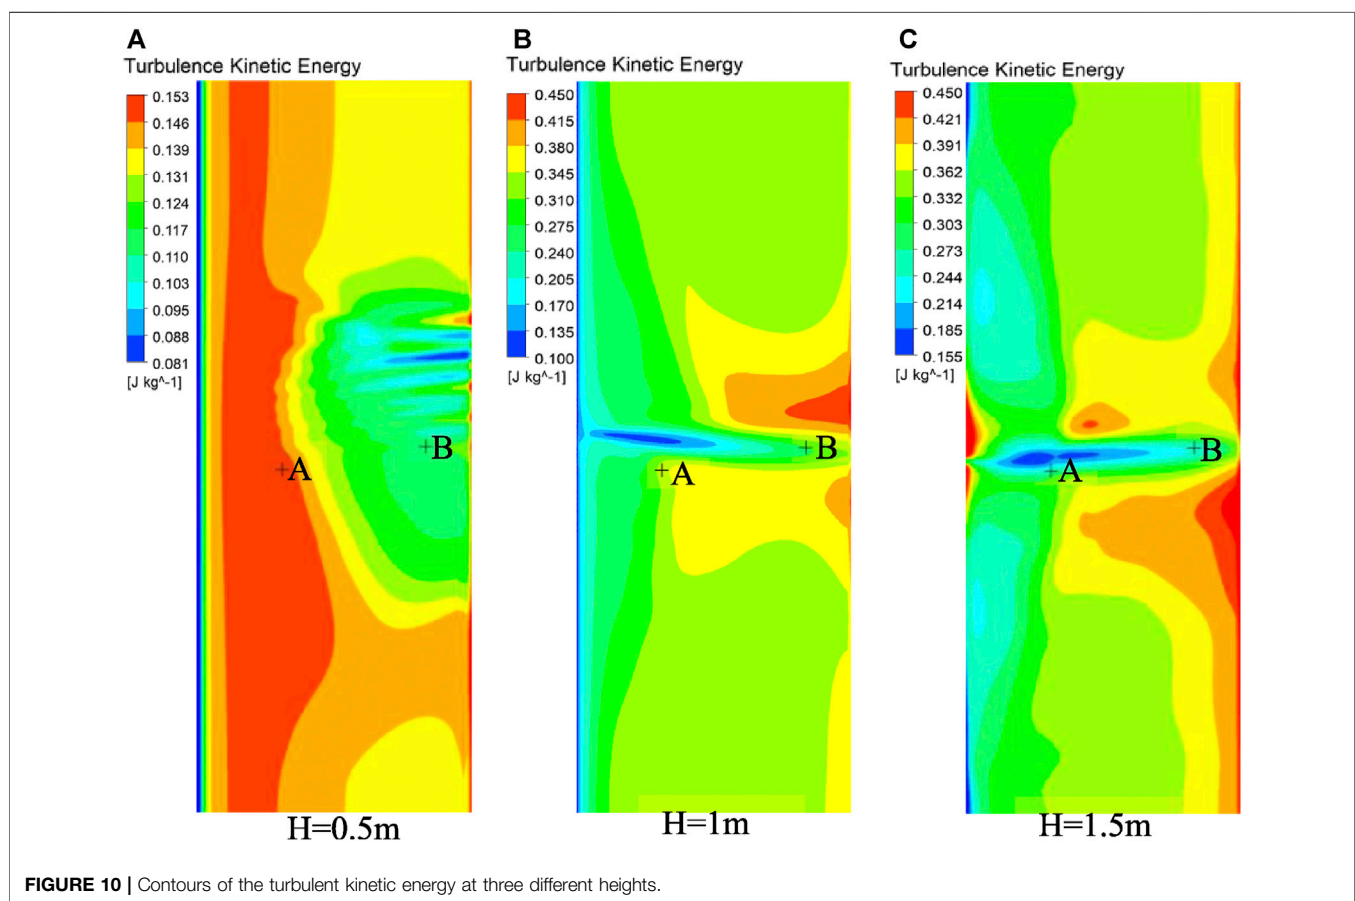 A
Turbulence Kinetic Energy
0.153
0.146
0.139
0.131
0.124
0.117
0.110
0.103
0.095
0.088
0.081
[J kg^-1]
+A
+B
H=0.5m
B
Turbulence Kinetic Energy
0.450
0.415
0.380
0.345
0.310
0.275
0.240
0.205
0.170
0.135
0.100
[J kg^-1]
+A
+B
H=1m
C
Turbulence Kinetic Energy
0.450
0.421
0.391
0.362
0.332
0.303
0.273
0.244
0.214
0.185
0.155
[J kg^-1]
+A
+B
H=1.5m
FIGURE 10 | Contours of the turbulent kinetic energy at three different heights.